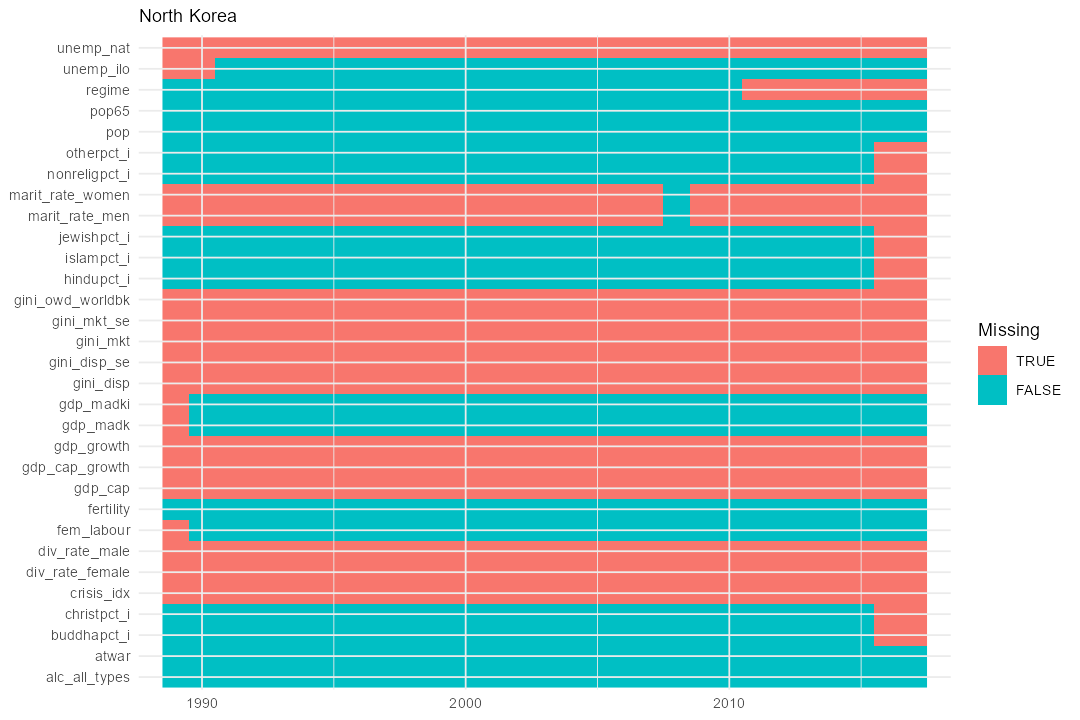 North Korea
unemp_nat
unemp_ilo
regime
pop65
pop
otherpct_i
nonreligpct_i
marit_rate_women
marit_rate_men
jewishpct_i
islampct_i
hindupct_i
gini_owd_worldbk
gini_mkt_se
gini_mkt
gini_disp_se
gini_disp
gdp_madki
gdp_madk
gdp_growth
gdp_cap_growth
gdp_cap
fertility
fem_labour
div_rate_male
div_rate_female
crisis_idx
christpct_i
buddhapct_i
atwar
alc_all_types
1990 2000 2010
Missing
TRUE
FALSE